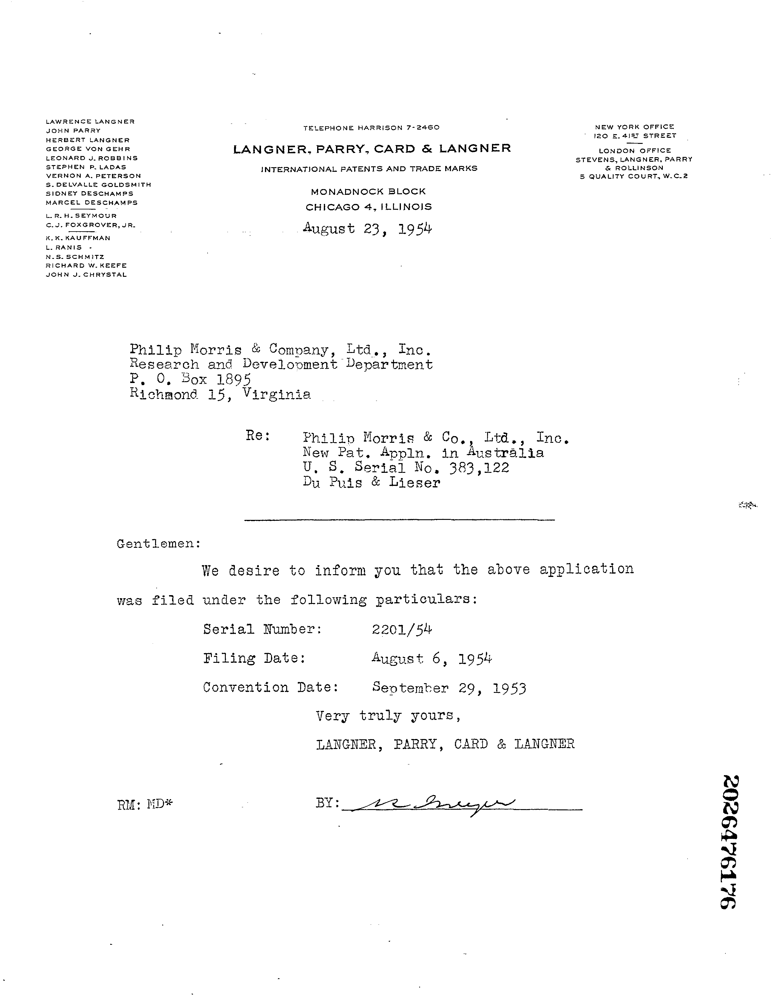 LAWRENCE LANGNER
JOHN PARRY
HERBERT LANGNER
GEORGE VON GEHR
LEONARD J. ROBBINS
STEPHEN P. LADAS
VERNON A. PETERSON
S. DELVALLE GOLDSMITH
SIDNEY DESCHAMPS
MARCEL DESCHAMPS
L. R. H. SEYMOUR
C. J. FOXGROVER, JR.
K. K. KAUFFMAN
L. RANIS
N. S. SCHMITZ
RICHARD W. KEEFE
JOHN J. CHRYSTAL
TELEPHONE HARRISON 7-2460
LANGNER, PARRY, CARD & LANGNER
INTERNATIONAL PATENTS AND TRADE MARKS
MONADNOCK BLOCK
CHICAGO 4, ILLINOIS
August 23, 1954
NEW YORK OFFICE
120 E. 41ST STREET
LONDON OFFICE
STEVENS, LANGNER, PARRY
& ROLLINSON
5 QUALITY COURT, W.C.2
Philip Morris & Company, Ltd., Inc.
Research and Development Department
P. O. Box 1895
Richmond 15, Virginia
Re: Philip Morris & Co., Ltd., Inc.
New Pat. Appln. in Australia
U. S. Serial No. 383,122
Du Puis & Lieser
Gentlemen:
We desire to inform you that the above application
was filed under the following particulars:
Serial Number: 2201/54
Filing Date: August 6, 1954
Convention Date: September 29, 1953
Very truly yours,
LANGNER, PARRY, CARD & LANGNER
RM: MD*
BY:
2026476176